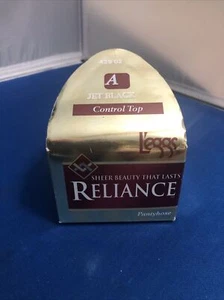 A
JET BLACK
Control Top
L'eggs
SHEER BEAUTY THAT LASTS
RELIANCE
Pantyhose